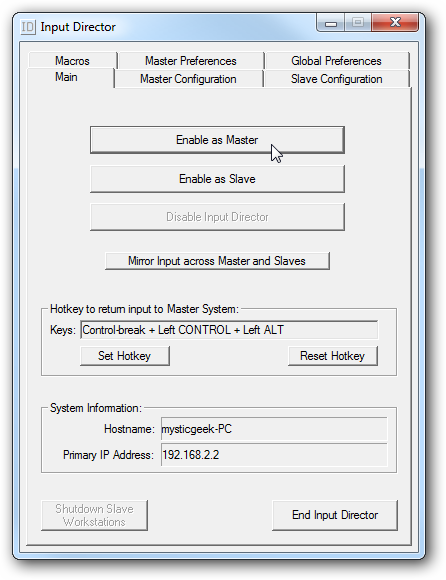 ID Input Director
Macros Master Preferences Global Preferences
Main Master Configuration Slave Configuration
Enable as Master
Enable as Slave
Disable Input Director
Mirror Input across Master and Slaves
Hotkey to return input to Master System:
Keys: Control-break + Left CONTROL + Left ALT
Set Hotkey Reset Hotkey
System Information:
Hostname: mysticgeek-PC
Primary IP Address: 192.168.2.2
Shutdown Slave
Workstations
End Input Director